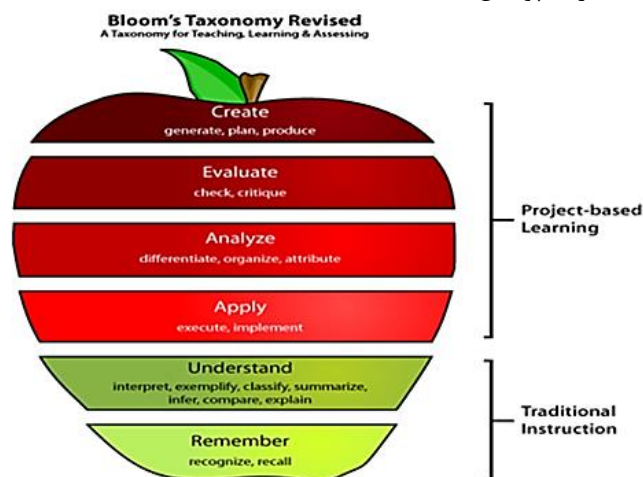 Bloom's Taxonomy Revised
A Taxonomy for Teaching, Learning & Assessing
Create
generate, plan, produce
Evaluate
check, critique
Analyze
differentiate, organize, attribute
Apply
execute, implement
Project-based
Learning
Understand
interpret, exemplify, classify, summarize,
infer, compare, explain
Remember
recognize, recall
Traditional
Instruction